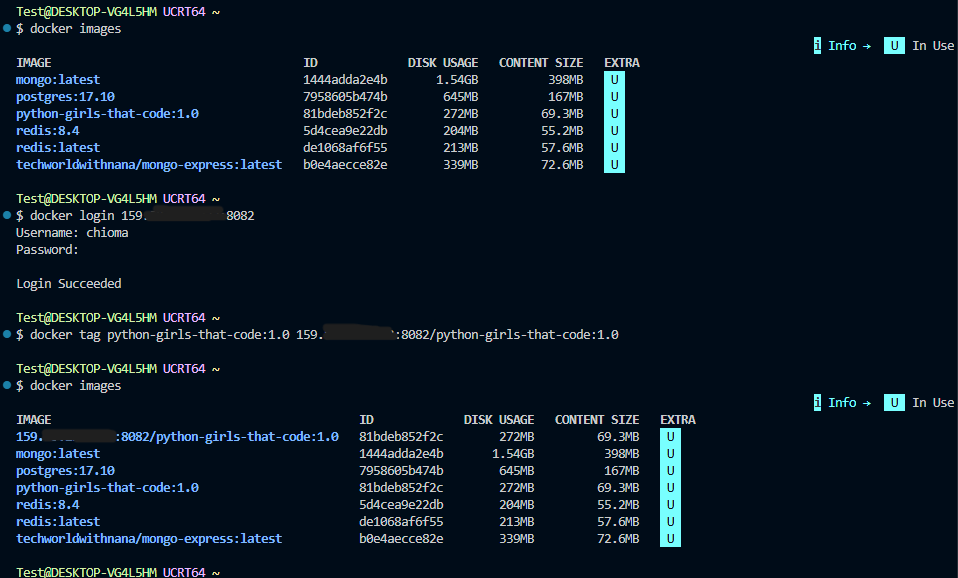 Test@DESKTOP-VG4L5HM UCRT64 ~
$ docker images
i Info → U In Use
IMAGE ID DISK USAGE CONTENT SIZE EXTRA
mongo:latest 1444adda2e4b 1.54GB 398MB U
postgres:17.10 7958605b474b 645MB 167MB U
python-girls-that-code:1.0 81bdeb852f2c 272MB 69.3MB U
redis:8.4 5d4cea9e22db 204MB 55.2MB U
redis:latest de1068af6f55 213MB 57.6MB U
techworldwithnana/mongo-express:latest b0e4aecce82e 339MB 72.6MB U
Test@DESKTOP-VG4L5HM UCRT64 ~
$ docker login 159. 8082
Username: chioma
Password:
Login Succeeded
Test@DESKTOP-VG4L5HM UCRT64 ~
$ docker tag python-girls-that-code:1.0 159. :8082/python-girls-that-code:1.0
Test@DESKTOP-VG4L5HM UCRT64 ~
$ docker images
i Info → U In Use
IMAGE ID DISK USAGE CONTENT SIZE EXTRA
159. :8082/python-girls-that-code:1.0 81bdeb852f2c 272MB 69.3MB U
mongo:latest 1444adda2e4b 1.54GB 398MB U
postgres:17.10 7958605b474b 645MB 167MB U
python-girls-that-code:1.0 81bdeb852f2c 272MB 69.3MB U
redis:8.4 5d4cea9e22db 204MB 55.2MB U
redis:latest de1068af6f55 213MB 57.6MB U
techworldwithnana/mongo-express:latest b0e4aecce82e 339MB 72.6MB U
Test@DESKTOP-VG4L5HM UCRT64 ~